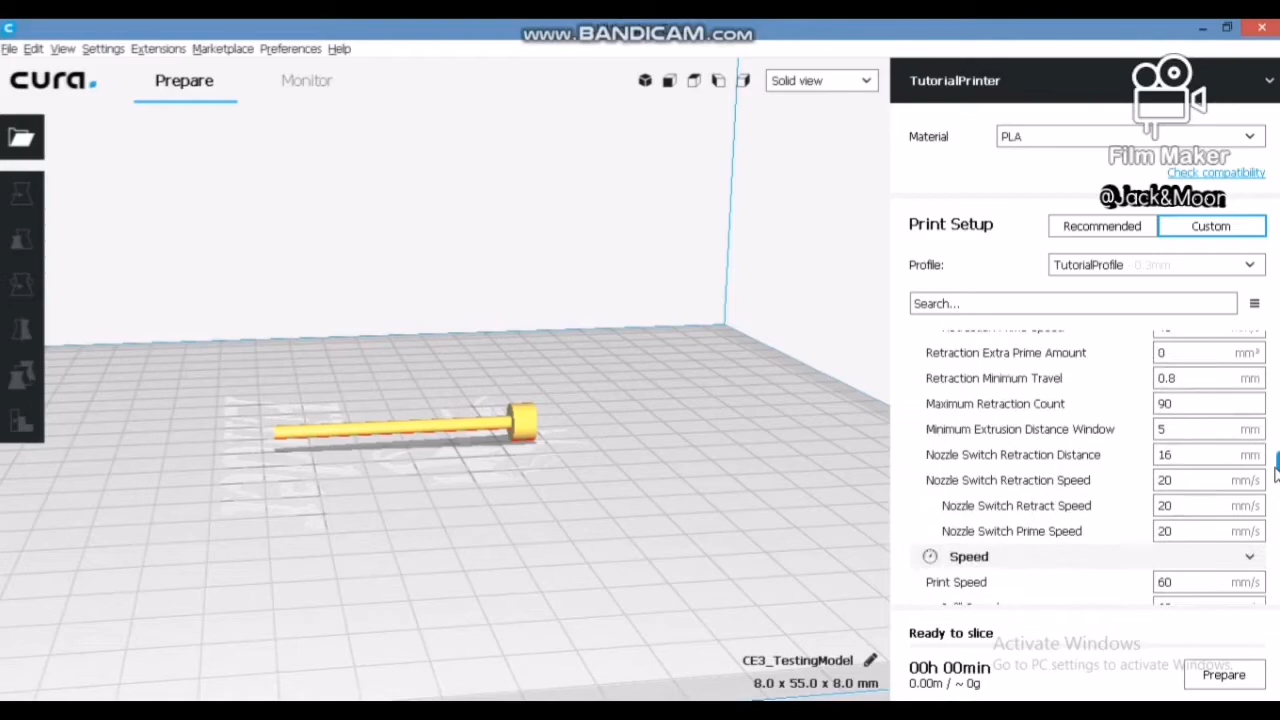 www.BANDICAM.com
File Edit View Settings Extensions Marketplace Preferences Help
cura.
Prepare
Monitor
Solid view
TutorialPrinter
Material
PLA
Film Maker
Check compatibility
@Jack&Moon
Print Setup
Recommended
Custom
Profile:
TutorialProfile 0.3mm
Search...
Retraction Extra Prime Amount 0 mm³
Retraction Minimum Travel 0.8 mm
Maximum Retraction Count 90
Minimum Extrusion Distance Window 5 mm
Nozzle Switch Retraction Distance 16 mm
Nozzle Switch Retraction Speed 20 mm/s
Nozzle Switch Retract Speed 20 mm/s
Nozzle Switch Prime Speed 20 mm/s
Speed
Print Speed 60 mm/s
Ready to slice
Activate Windows
Go to PC settings to activate Windows.
00h 00min
0.00m / ~ 0g
Prepare
CE3_TestingModel
8.0 x 55.0 x 8.0 mm